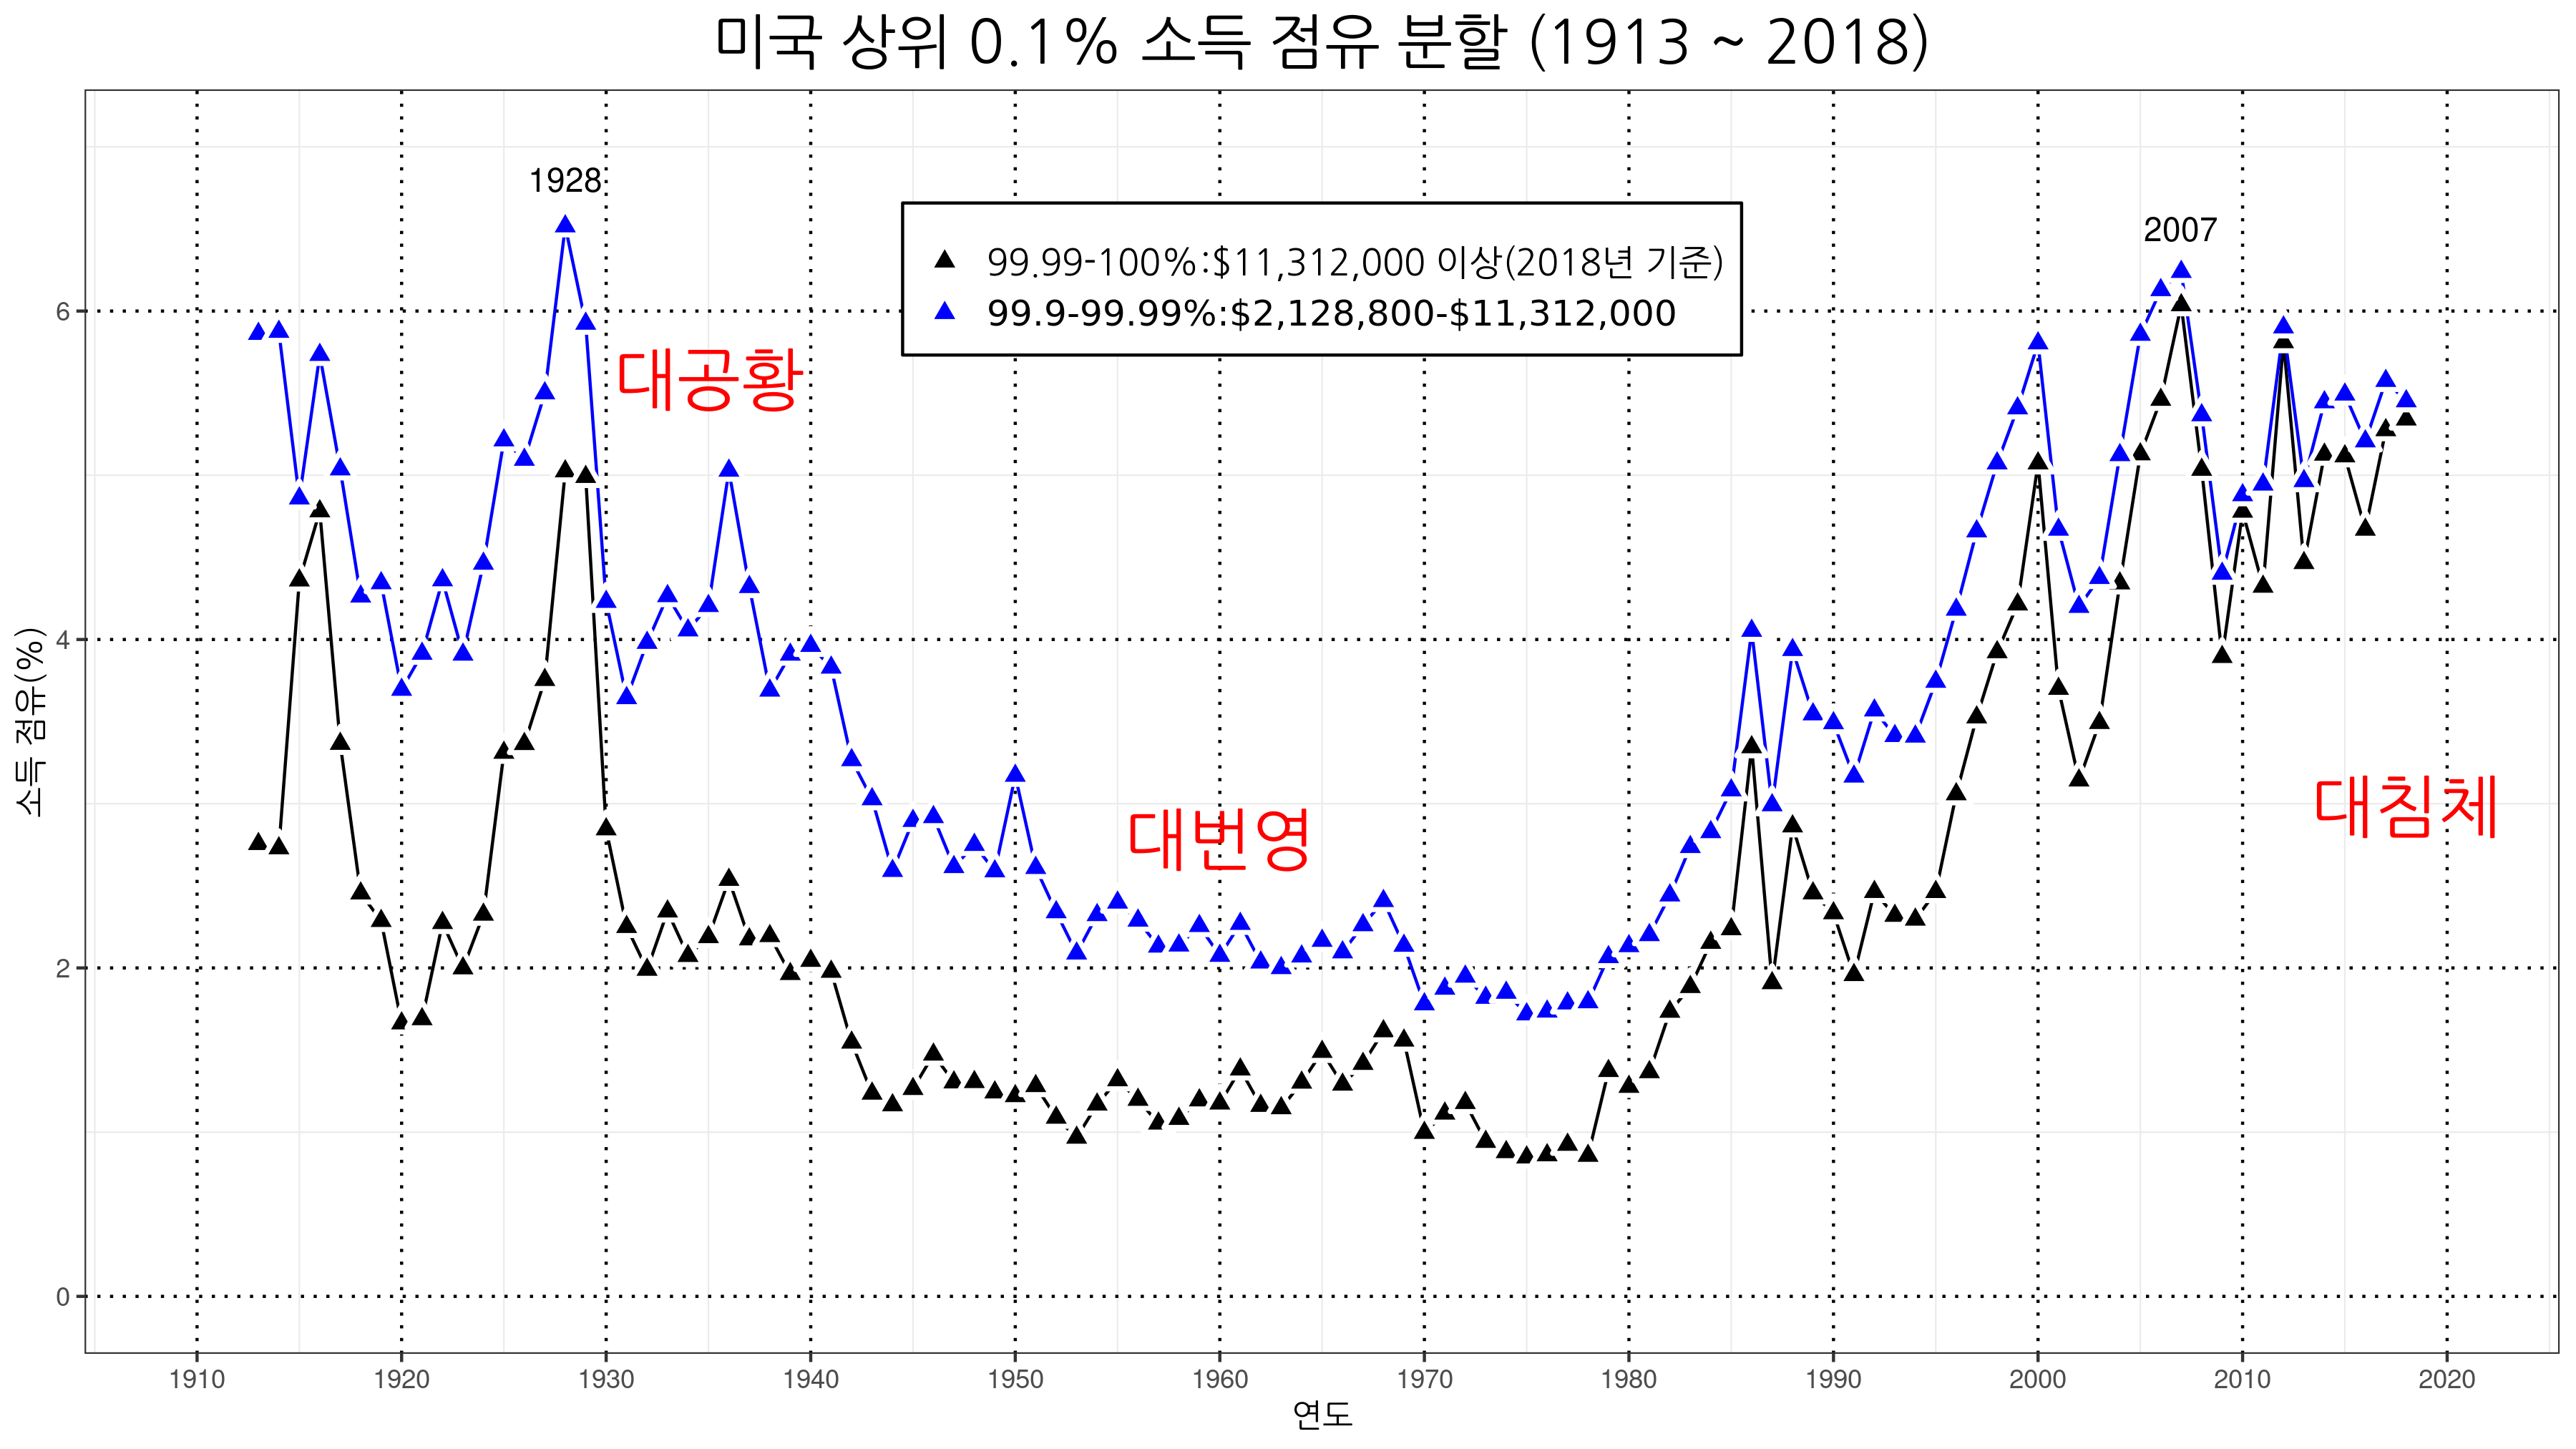 미국 상위 0.1% 소득 점유 분할 (1913 ~ 2018)
1928
2007
99.99-100%:$11,312,000 이상(2018년 기준)
99.9-99.99%:$2,128,800-$11,312,000
대공황
대번영
대침체
소득 점유(%)
6
4
2
0
1910 1920 1930 1940 1950 1960 1970 1980 1990 2000 2010 2020
연도